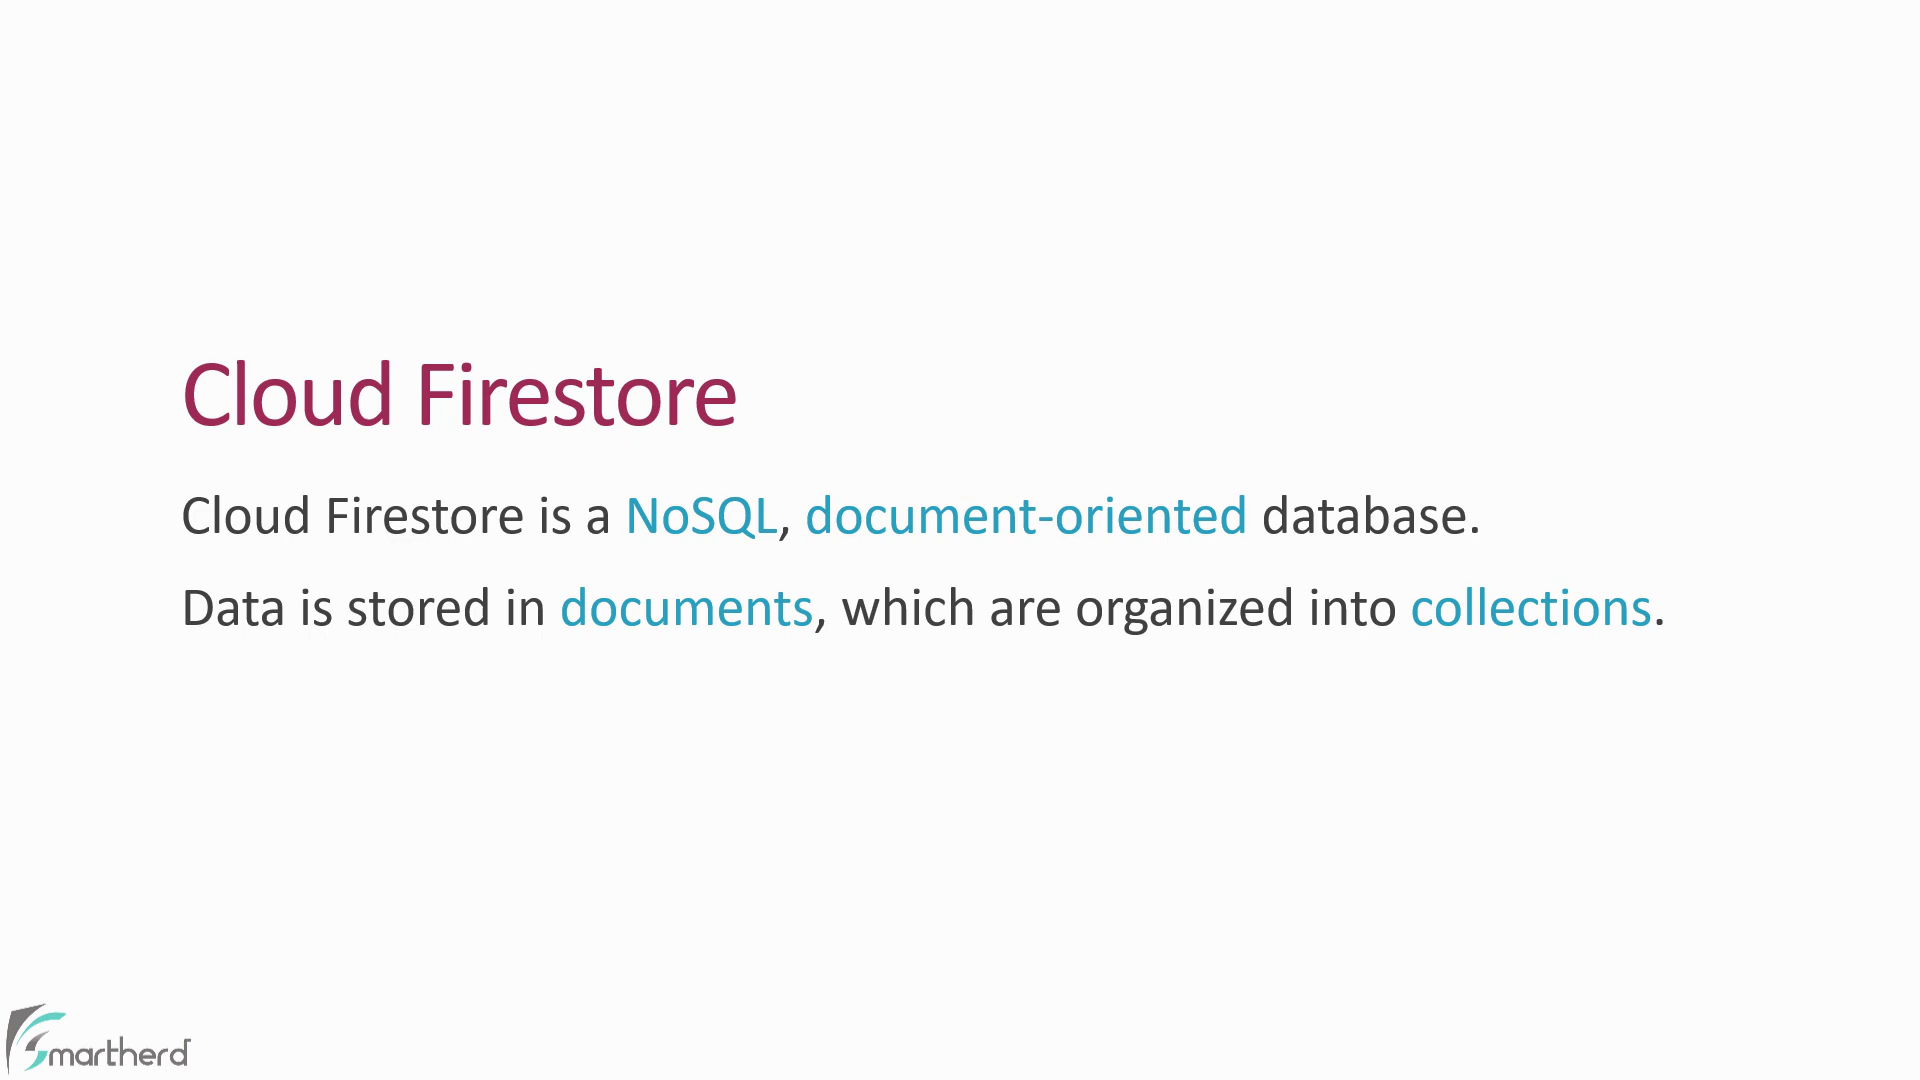 Cloud Firestore
Cloud Firestore is a NoSQL, document-oriented database.
Data is stored in documents, which are organized into collections.
Smartherd